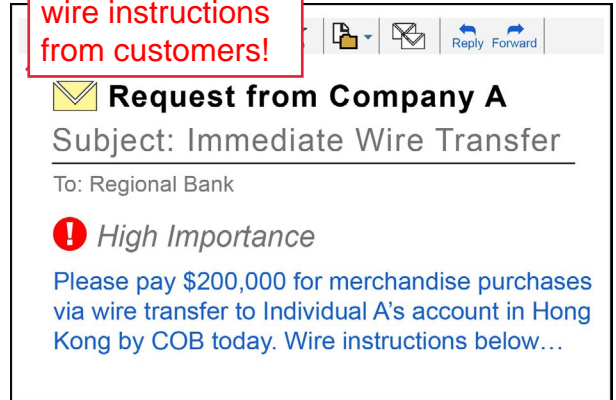 wire instructions
from customers!
Reply Forward
Request from Company A
Subject: Immediate Wire Transfer
To: Regional Bank
High Importance
Please pay $200,000 for merchandise purchases
via wire transfer to Individual A's account in Hong
Kong by COB today. Wire instructions below…